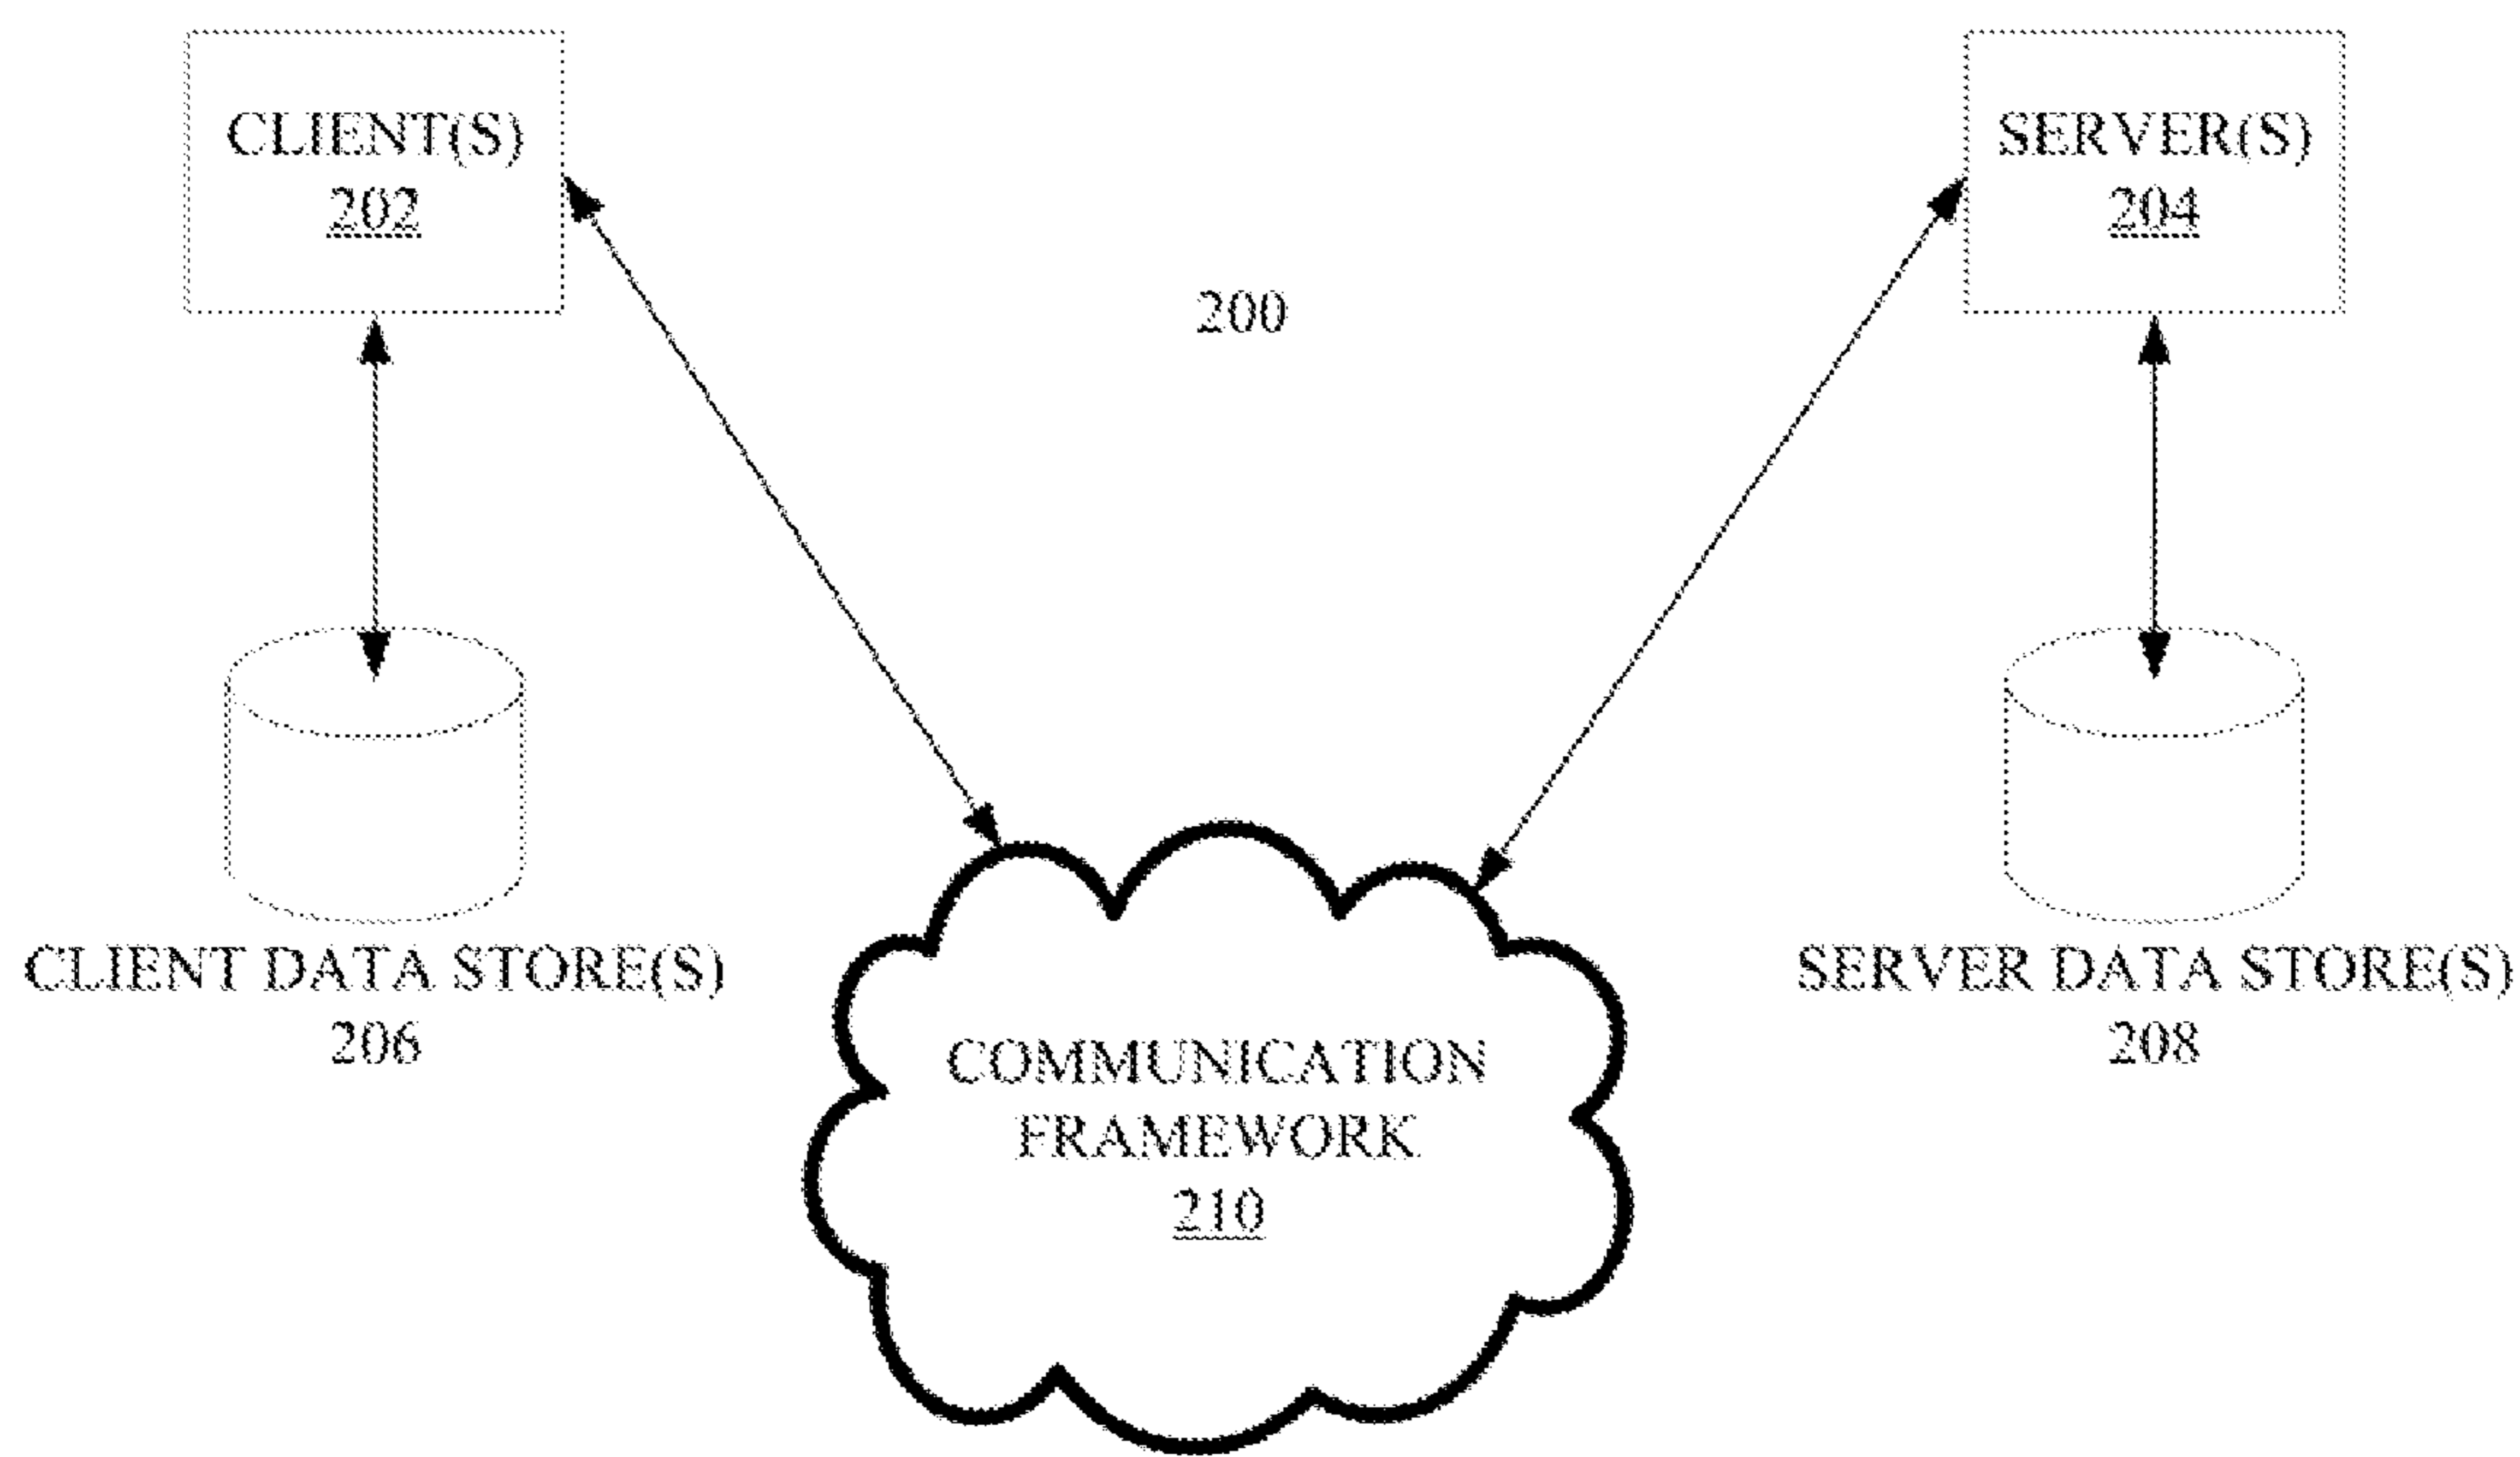 CLIENT(S)
202
SERVER(S)
204
200
CLIENT DATA STORE(S)
206
SERVER DATA STORE(S)
208
COMMUNICATION
FRAMEWORK
210